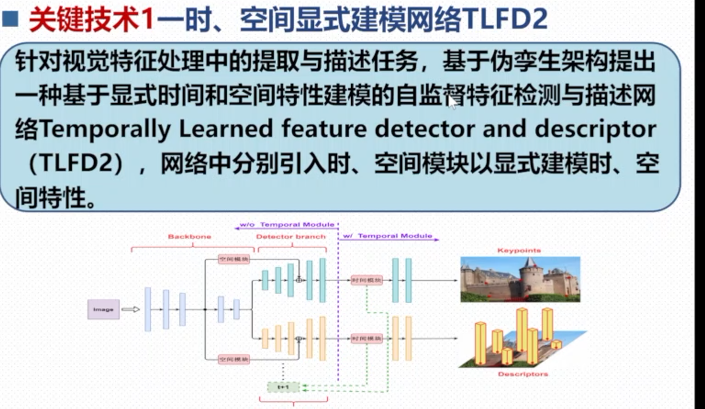 关键技术1一时、空间显式建模网络TLFD2
针对视觉特征处理中的提取与描述任务，基于伪孪生架构提出
一种基于显式时间和空间特性建模的自监督特征检测与描述网
络Temporally Learned feature detector and descriptor
（TLFD2），网络中分别引入时、空间模块以显式建模时、空
间特性。
w/o Temporal Module
w/ Temporal Module
Backbone
Detector branch
空间模块
Keypoints
Image
时间模块
时间模块
空间模块
Descriptors
t+1